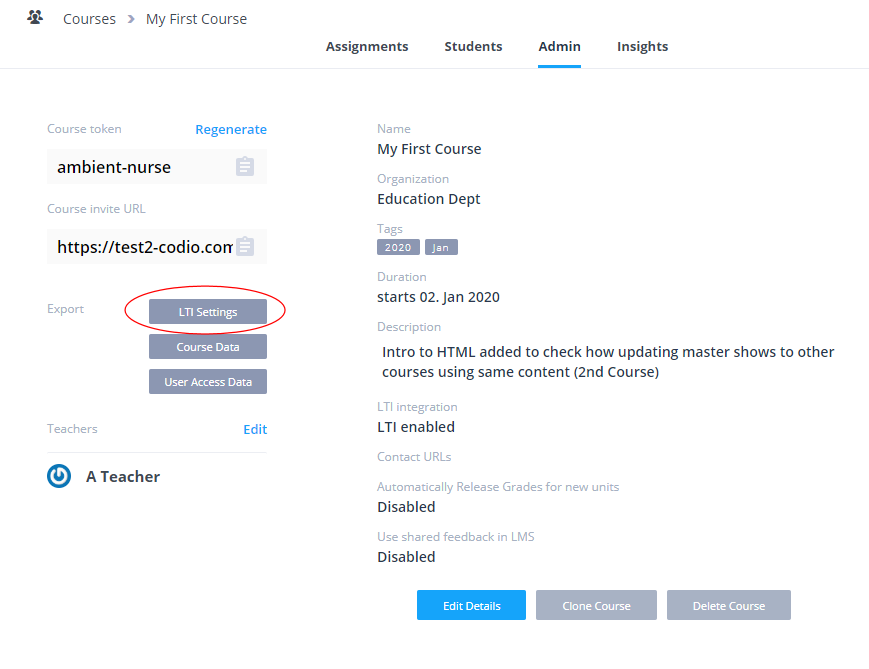 Courses > My First Course
Assignments Students Admin Insights
Course token Regenerate
ambient-nurse
Course invite URL
https://test2-codio.com
Export
LTI Settings
Course Data
User Access Data
Teachers Edit
A Teacher
Name
My First Course
Organization
Education Dept
Tags
2020 Jan
Duration
starts 02. Jan 2020
Description
Intro to HTML added to check how updating master shows to other
courses using same content (2nd Course)
LTI integration
LTI enabled
Contact URLs
Automatically Release Grades for new units
Disabled
Use shared feedback in LMS
Disabled
Edit Details Clone Course Delete Course